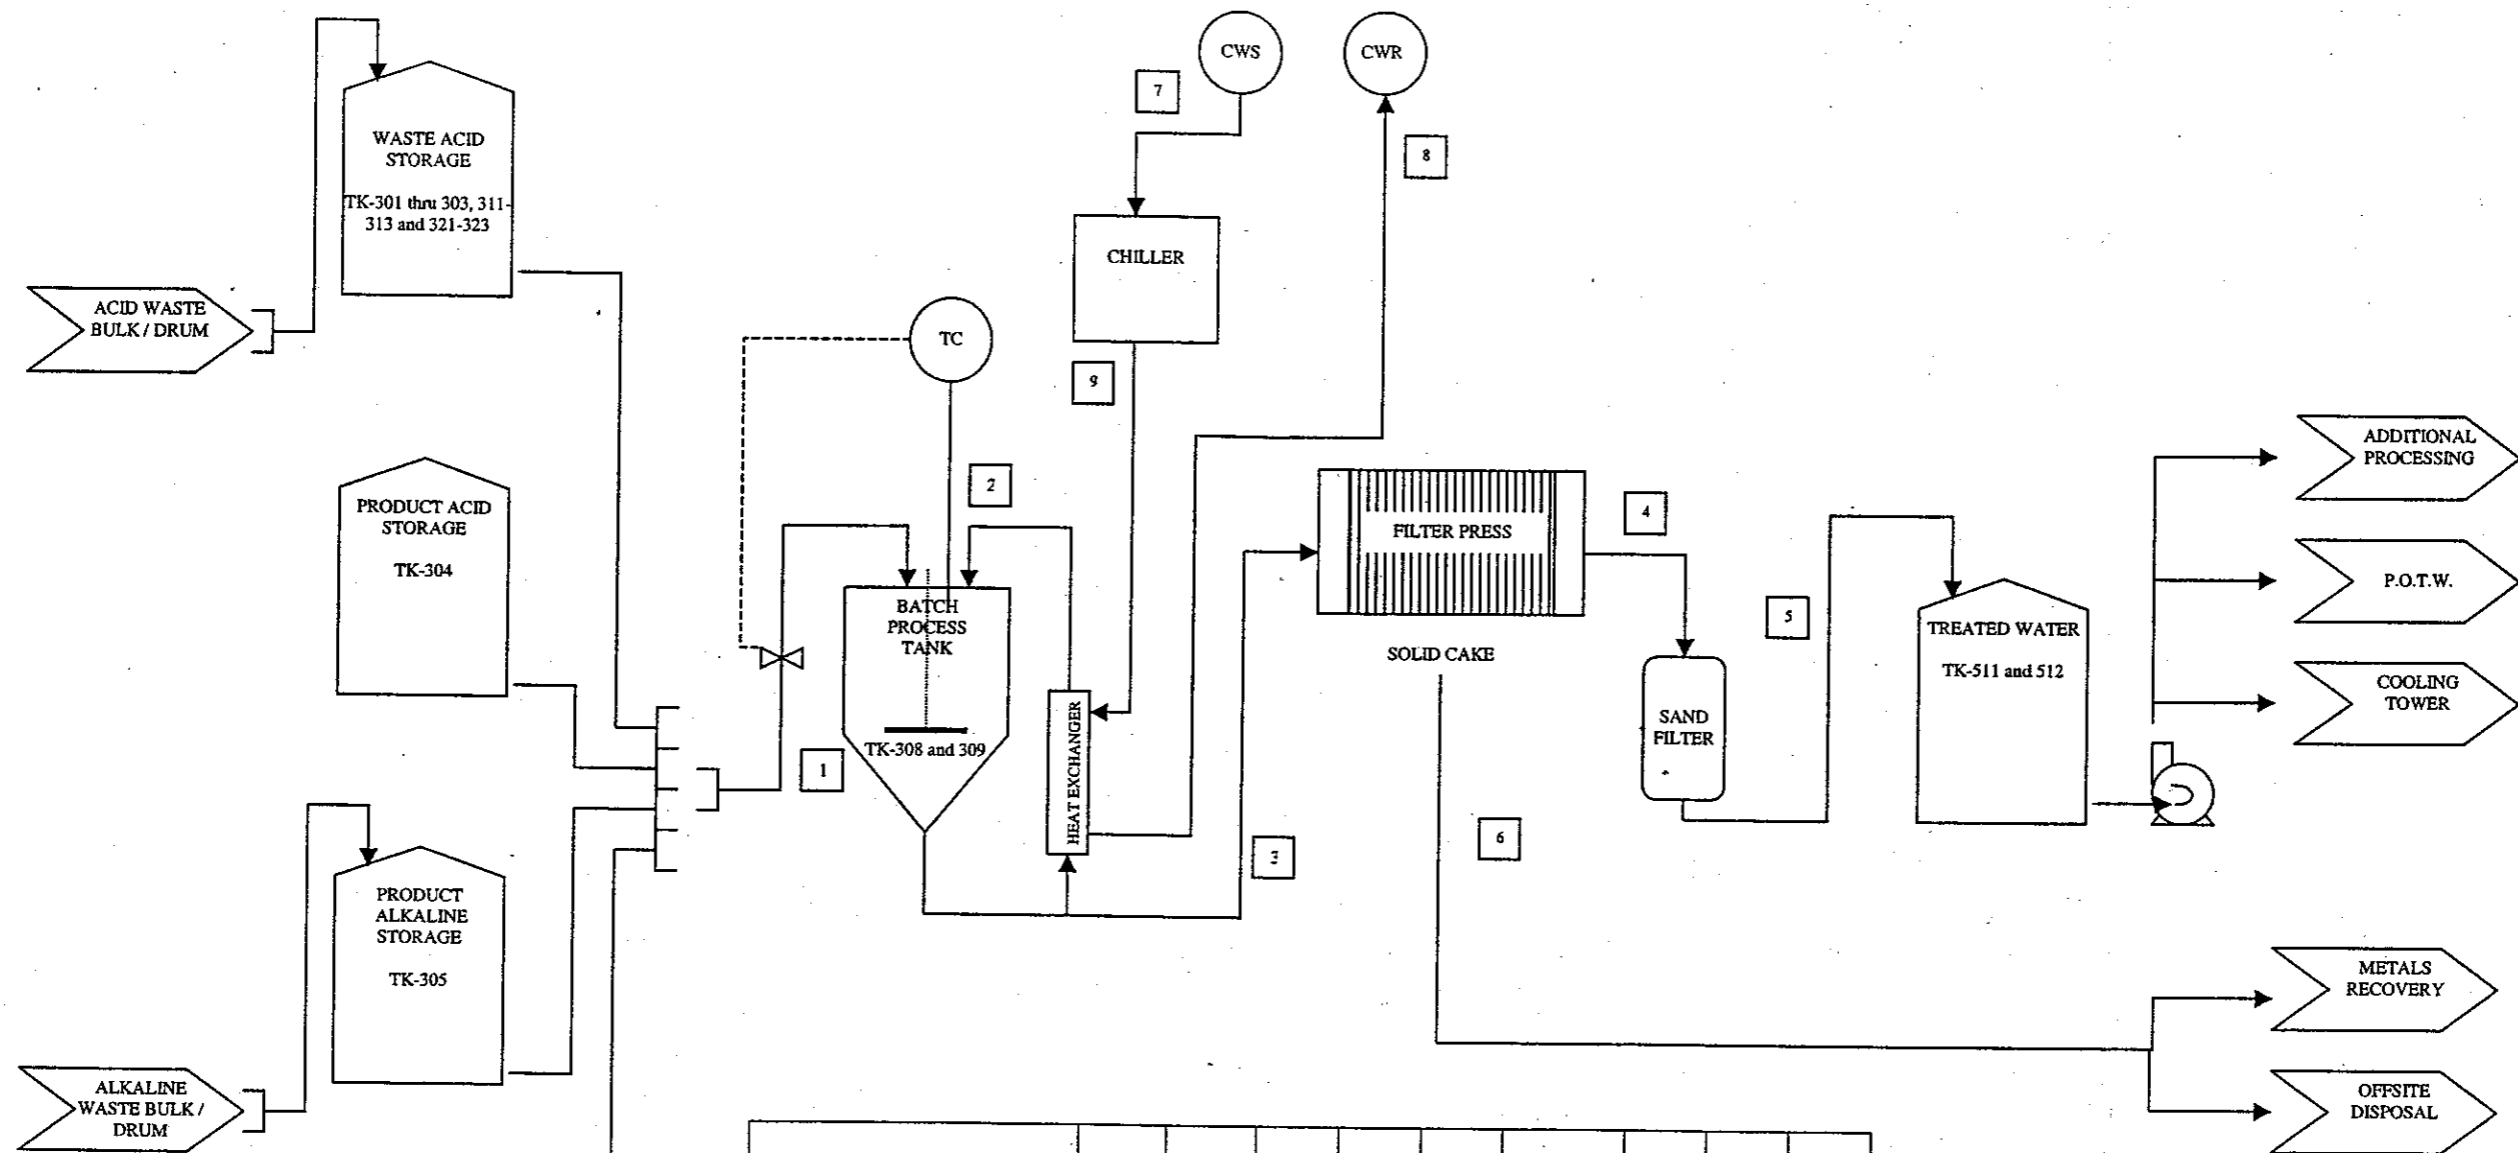 CWS
CWR
7
8
WASTE ACID
STORAGE
TK-301 thru 303, 311-
313 and 321-323
CHILLER
ACID WASTE
BULK / DRUM
TC
9
ADDITIONAL
PROCESSING
2
4
PRODUCT ACID
STORAGE
TK-304
FILTER PRESS
P.O.T.W.
BATCH
PROCESS
TANK
5
TREATED WATER
TK-511 and 512
SOLID CAKE
COOLING
TOWER
SAND
FILTER
TK-308 and 309
1
HEAT EXCHANGER
6
3
PRODUCT
ALKALINE
STORAGE
TK-305
METALS
RECOVERY
ALKALINE
WASTE BULK /
DRUM
OFFSITE
DISPOSAL